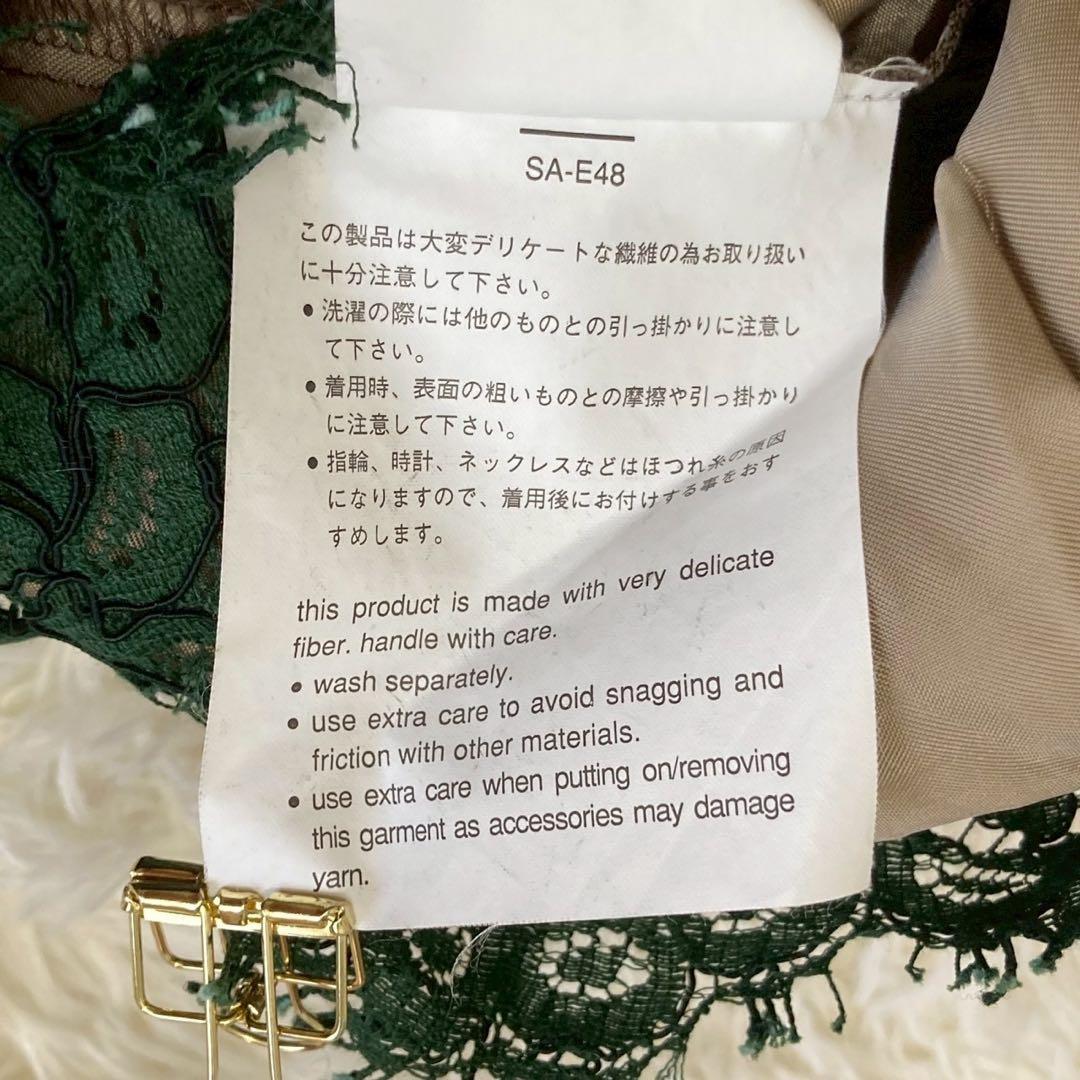 SA-E48
この製品は大変デリケートな繊維の為お取り扱い
に十分注意して下さい。
● 洗濯の際には他のものとの引っ掛かりに注意し
て下さい。
● 着用時、表面の粗いものとの摩擦や引っ掛かり
に注意して下さい。
● 指輪、時計、ネックレスなどはほつれ糸の原因
になりますので、着用後にお付けする事をおす
すめします。
this product is made with very delicate
fiber. handle with care.
● wash separately.
● use extra care to avoid snagging and
friction with other materials.
● use extra care when putting on/removing
this garment as accessories may damage
yarn.